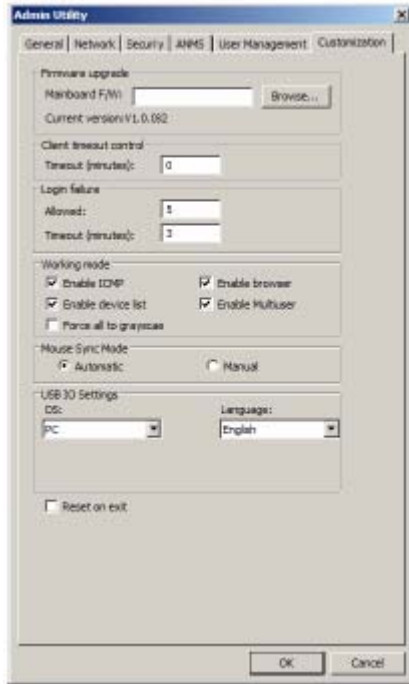 Admin Utility
General Network Security ANMS User Management Customization
Firmware upgrade
Mainboard F/W: Browse...
Current version:V1.0.082
Client timeout control
Timeout (minutes): 0
Login failure
Allowed: 5
Timeout (minutes): 3
Working mode
Enable ICMP Enable browser
Enable device list Enable Multiuser
Force all to grayscale
Mouse Sync Mode
Automatic Manual
USB IO Settings
OS: Language:
PC English
Reset on exit
OK Cancel